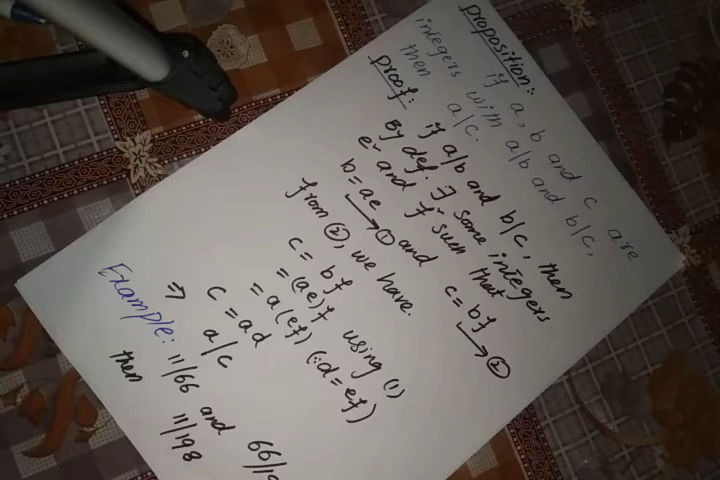 Proposition:
if a, b and c are
integers with a/b and b/c,
then a/c.
Proof: if a/b and b/c, then
By def. ∃ some integers
e and f such that
b = ae → ① and c = bf → ②
from ②, we have.
c = bf
= (ae)f using (1)
= a(ef) (∵ d = ef)
c = ad
⇒ a/c
Example: 11/66 and 66/19
then 11/198